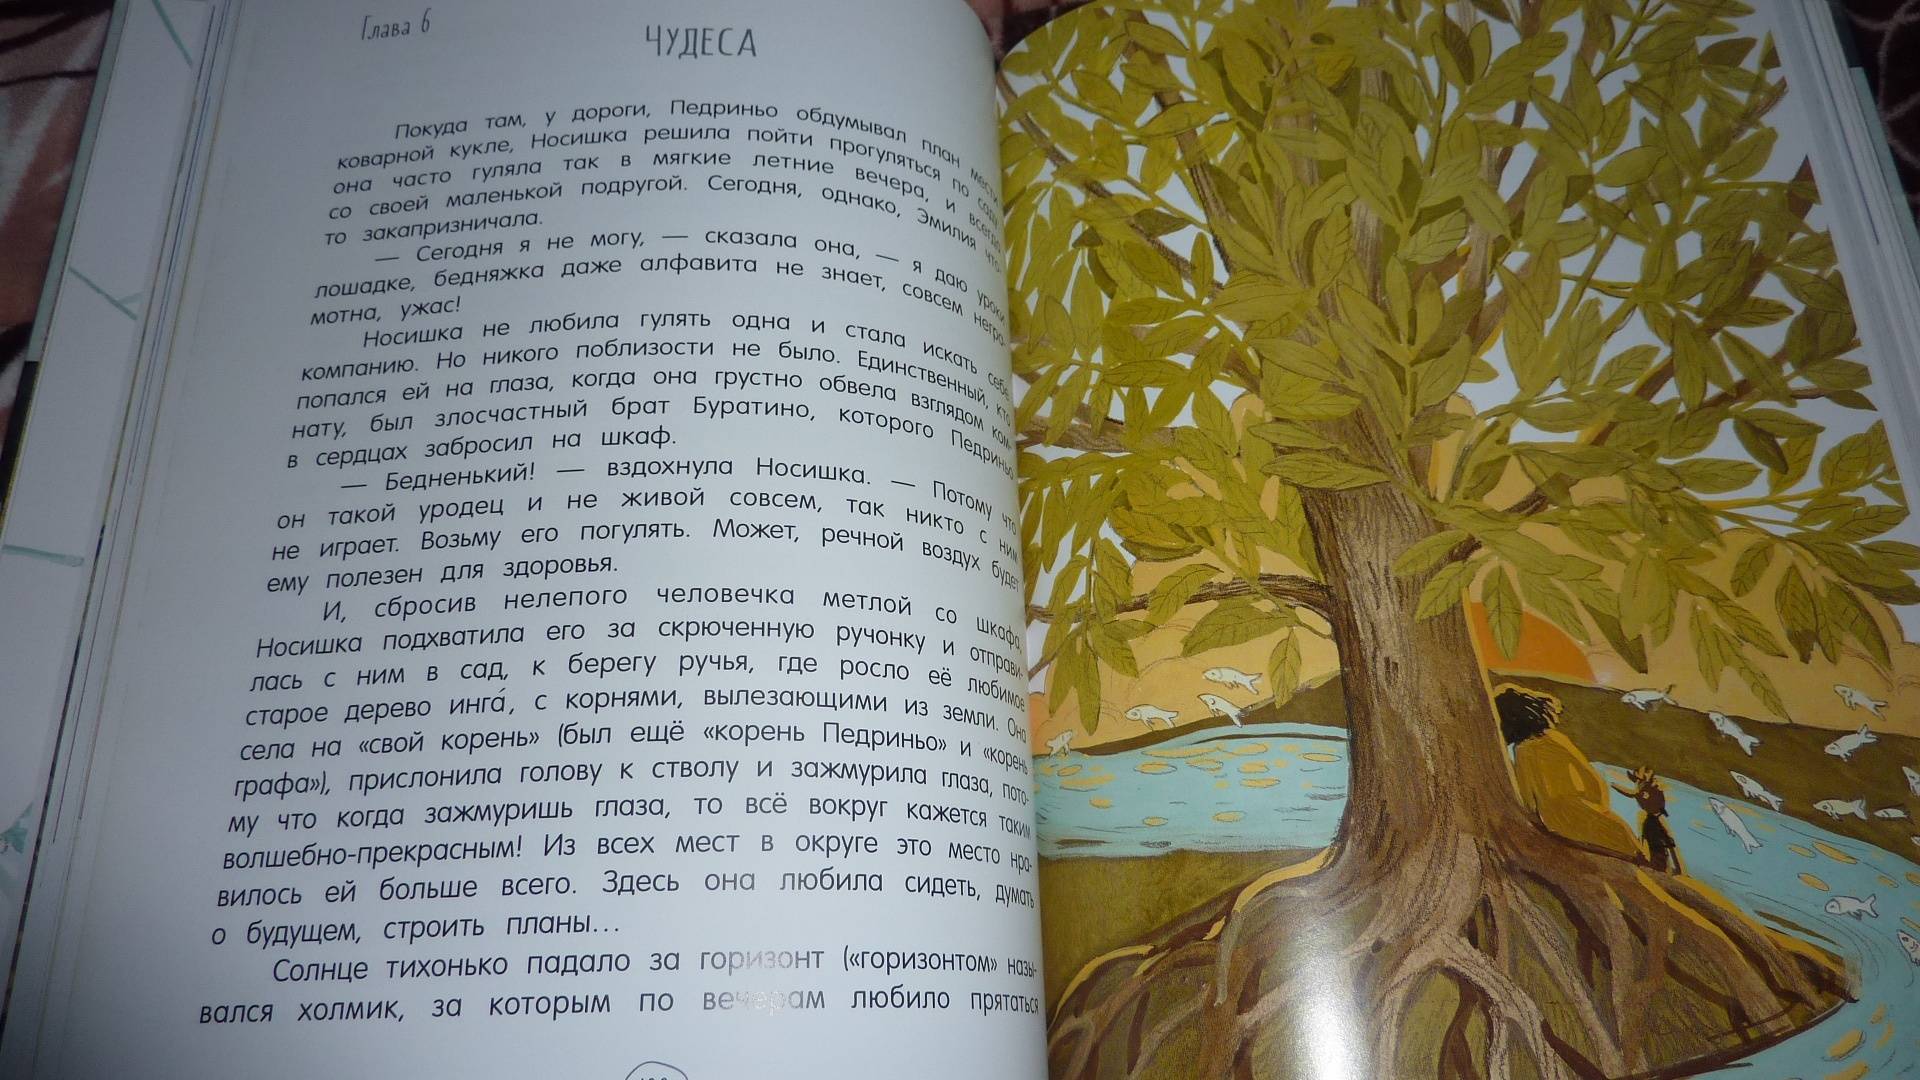 Глава 6
ЧУДЕСА
Покуда там, у дороги, Педриньо обдумывал план мести
коварной кукле, Носишка решила пойти прогуляться по саду
она часто гуляла так в мягкие летние вечера, и всегда
со своей маленькой подругой. Сегодня, однако, Эмилия что-
то закапризничала.
— Сегодня я не могу, — сказала она, — я даю уроки
лошадке, бедняжка даже алфавита не знает, совсем негра-
мотна, ужас!
Носишка не любила гулять одна и стала искать себе
компанию. Но никого поблизости не было. Единственный, кто
попался ей на глаза, когда она грустно обвела взглядом ком-
нату, был злосчастный брат Буратино, которого Педриньо
в сердцах забросил на шкаф.
— Бедненький! — вздохнула Носишка. — Потому что
он такой уродец и не живой совсем, так никто с ним
не играет. Возьму его погулять. Может, речной воздух будет
ему полезен для здоровья.
И, сбросив нелепого человечка метлой со шкафа,
Носишка подхватила его за скрюченную ручонку и отправи-
лась с ним в сад, к берегу ручья, где росло её любимое
старое дерево инга́, с корнями, вылезающими из земли. Она
села на «свой корень» (был ещё «корень Педриньо» и «корень
графа»), прислонила голову к стволу и зажмурила глаза, пото-
му что когда зажмуришь глаза, то всё вокруг кажется таким
волшебно-прекрасным! Из всех мест в округе это место нра-
вилось ей больше всего. Здесь она любила сидеть, думать
о будущем, строить планы...
Солнце тихонько падало за горизонт («горизонтом» назы-
вался холмик, за которым по вечерам любило прятаться